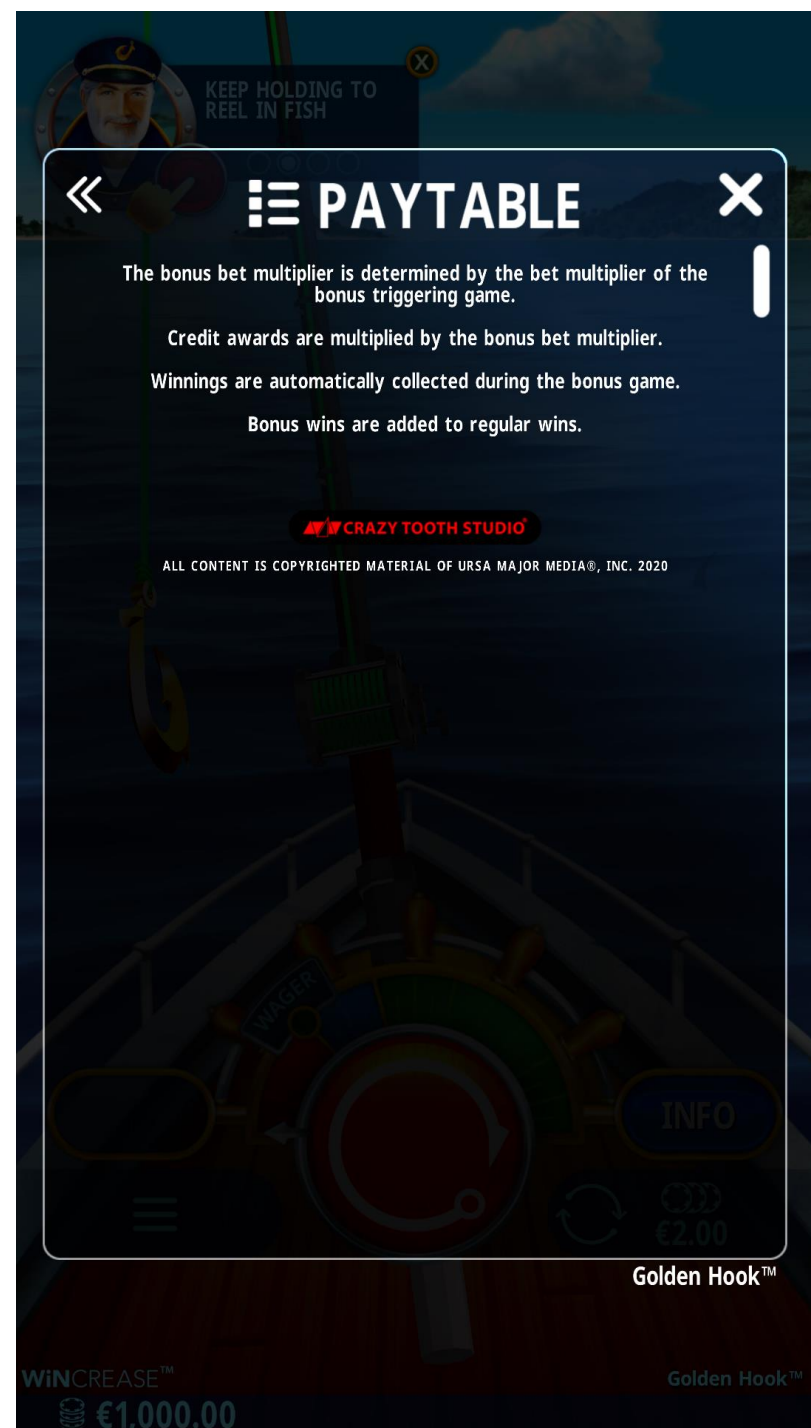 KEEP HOLDING TO
REEL IN FISH
X
PAYTABLE
The bonus bet multiplier is determined by the bet multiplier of the
bonus triggering game.
Credit awards are multiplied by the bonus bet multiplier.
Winnings are automatically collected during the bonus game.
Bonus wins are added to regular wins.
CRAZY TOOTH STUDIO
ALL CONTENT IS COPYRIGHTED MATERIAL OF URSA MAJOR MEDIA®, INC. 2020
WAGER
INFO
€2.00
Golden Hook™
WiNCREASE™
Golden Hook™
€1,000.00